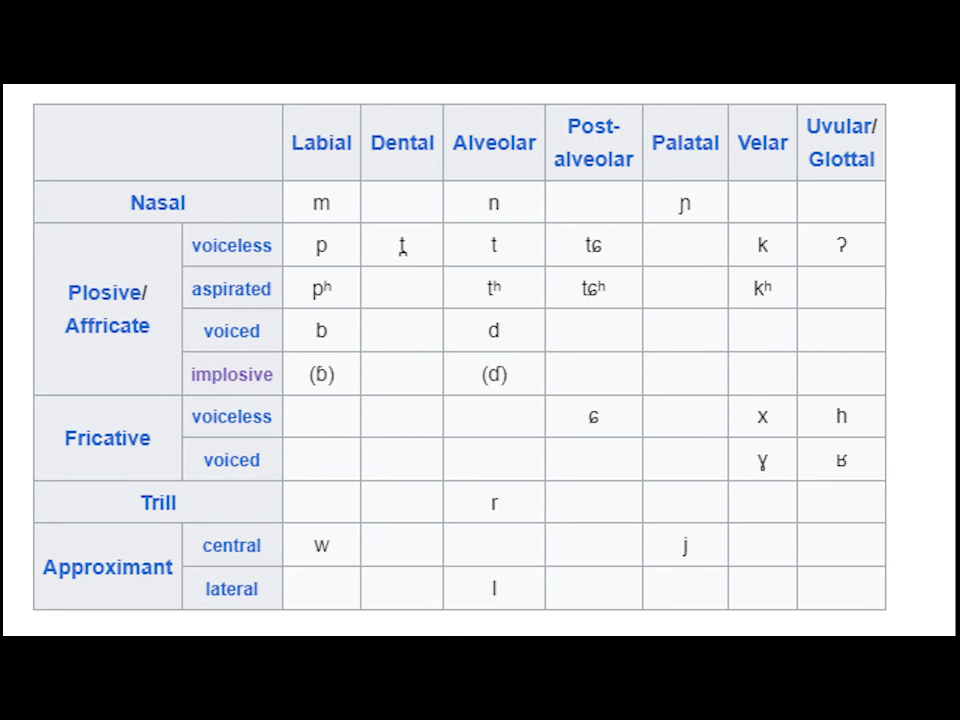 Labial Dental Alveolar Post-alveolar Palatal Velar Uvular/Glottal
Nasal m n ɲ
Plosive/Affricate voiceless p t̪ t tɕ k ʔ
aspirated pʰ tʰ tɕʰ kʰ
voiced b d
implosive (ɓ) (ɗ)
Fricative voiceless ɕ x h
voiced ɣ ʁ
Trill r
Approximant central w j
lateral l